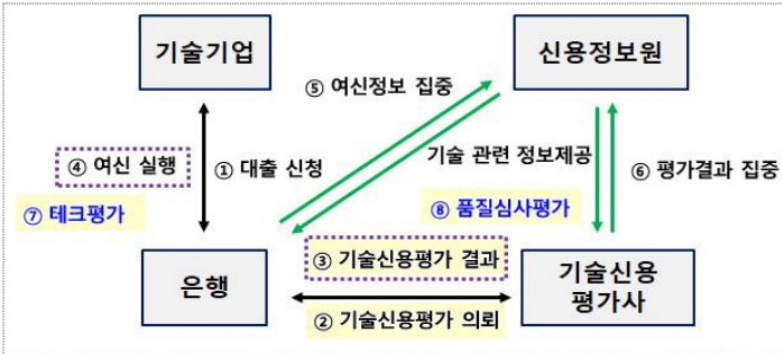 기술기업
신용정보원
⑤ 여신정보 집중
④ 여신 실행
① 대출 신청
기술 관련 정보제공
⑥ 평가결과 집중
⑦ 테크평가
⑧ 품질심사평가
은행
③ 기술신용평가 결과
② 기술신용평가 의뢰
기술신용
평가사